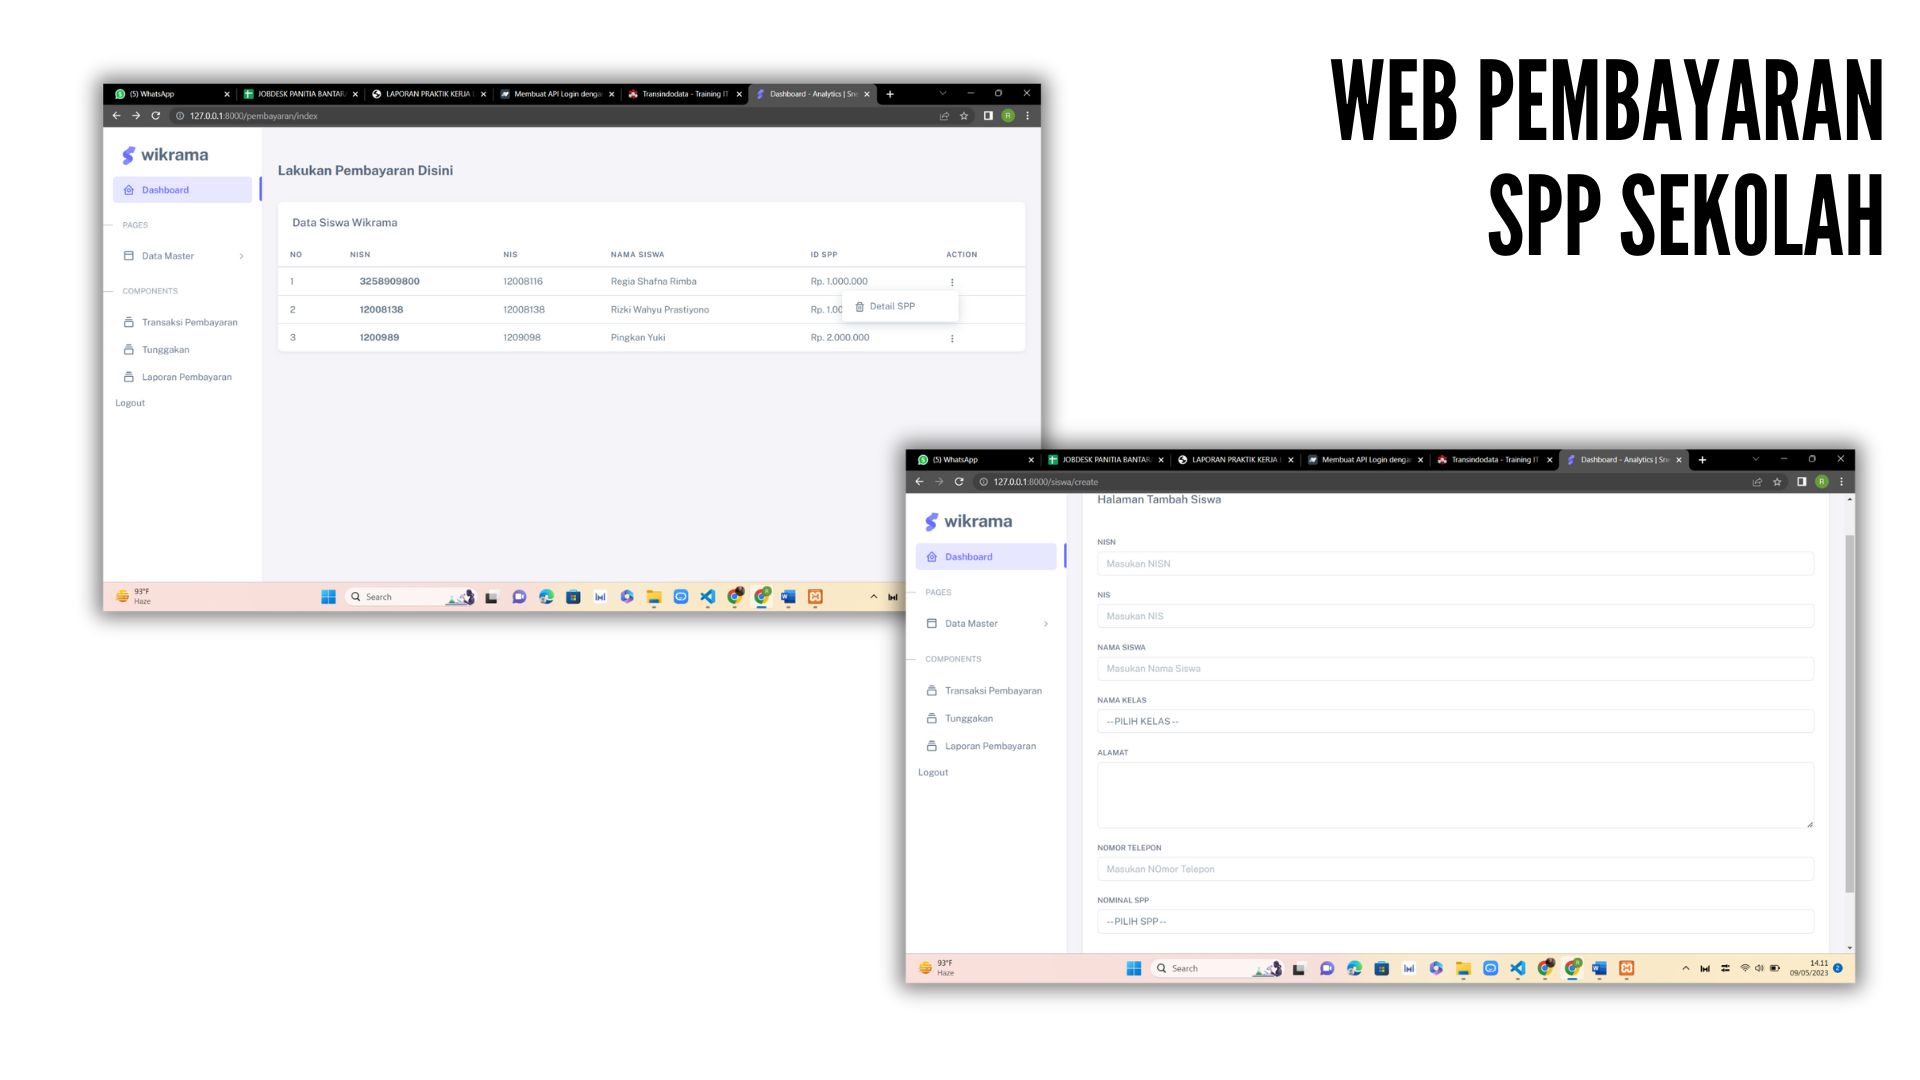 WEB PEMBAYARAN
SPP SEKOLAH
(5) WhatsApp
JOBDESK PANITIA BANTAR
LAPORAN PRAKTIK KERJA
Membuat API Login denga
Transindodata - Training IT
Dashboard - Analytics | Sne
127.0.0.1:8000/pembayaran/index
R
wikrama
Dashboard
PAGES
Data Master
COMPONENTS
Transaksi Pembayaran
Tunggakan
Laporan Pembayaran
Logout
Lakukan Pembayaran Disini
Data Siswa Wikrama
NO NISN NIS NAMA SISWA ID SPP ACTION
1 3258909800 12008116 Regia Shafna Rimba Rp. 1.000.000
Detail SPP
2 12008138 12008138 Rizki Wahyu Prastiyono Rp. 1.00
3 1200989 1209098 Pingkan Yuki Rp. 2.000.000
93°F
Haze
Search
(5) WhatsApp
JOBDESK PANITIA BANTAR
LAPORAN PRAKTIK KERJA
Membuat API Login denga
Transindodata - Training IT
Dashboard - Analytics | Sne
127.0.0.1:8000/siswa/create
R
wikrama
Dashboard
PAGES
Data Master
COMPONENTS
Transaksi Pembayaran
Tunggakan
Laporan Pembayaran
Logout
Halaman Tambah Siswa
NISN
Masukan NISN
NIS
Masukan NIS
NAMA SISWA
Masukan Nama Siswa
NAMA KELAS
--PILIH KELAS--
ALAMAT
NOMOR TELEPON
Masukan NOmor Telepon
NOMINAL SPP
--PILIH SPP--
93°F
Haze
Search
14.11
09/05/2023
2